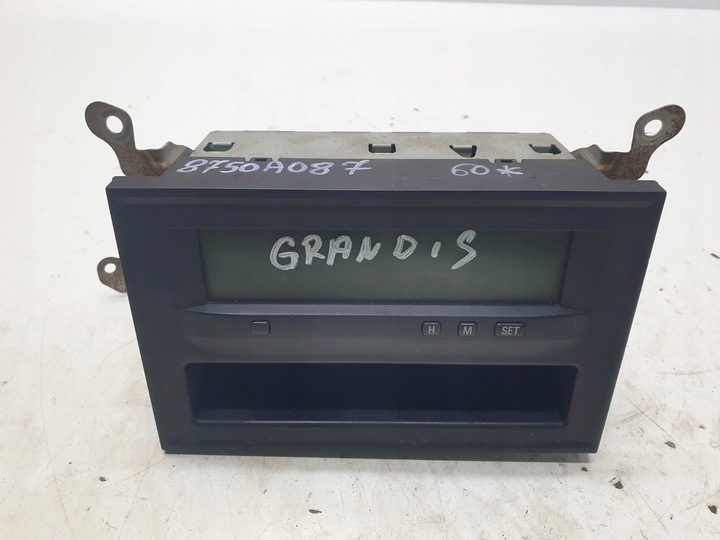 8750A087 60*
GRANDIS
H M SET